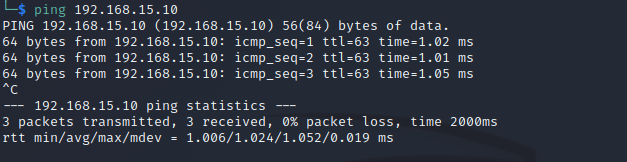 └─$ ping 192.168.15.10
PING 192.168.15.10 (192.168.15.10) 56(84) bytes of data.
64 bytes from 192.168.15.10: icmp_seq=1 ttl=63 time=1.02 ms
64 bytes from 192.168.15.10: icmp_seq=2 ttl=63 time=1.01 ms
64 bytes from 192.168.15.10: icmp_seq=3 ttl=63 time=1.05 ms
^C
--- 192.168.15.10 ping statistics ---
3 packets transmitted, 3 received, 0% packet loss, time 2000ms
rtt min/avg/max/mdev = 1.006/1.024/1.052/0.019 ms